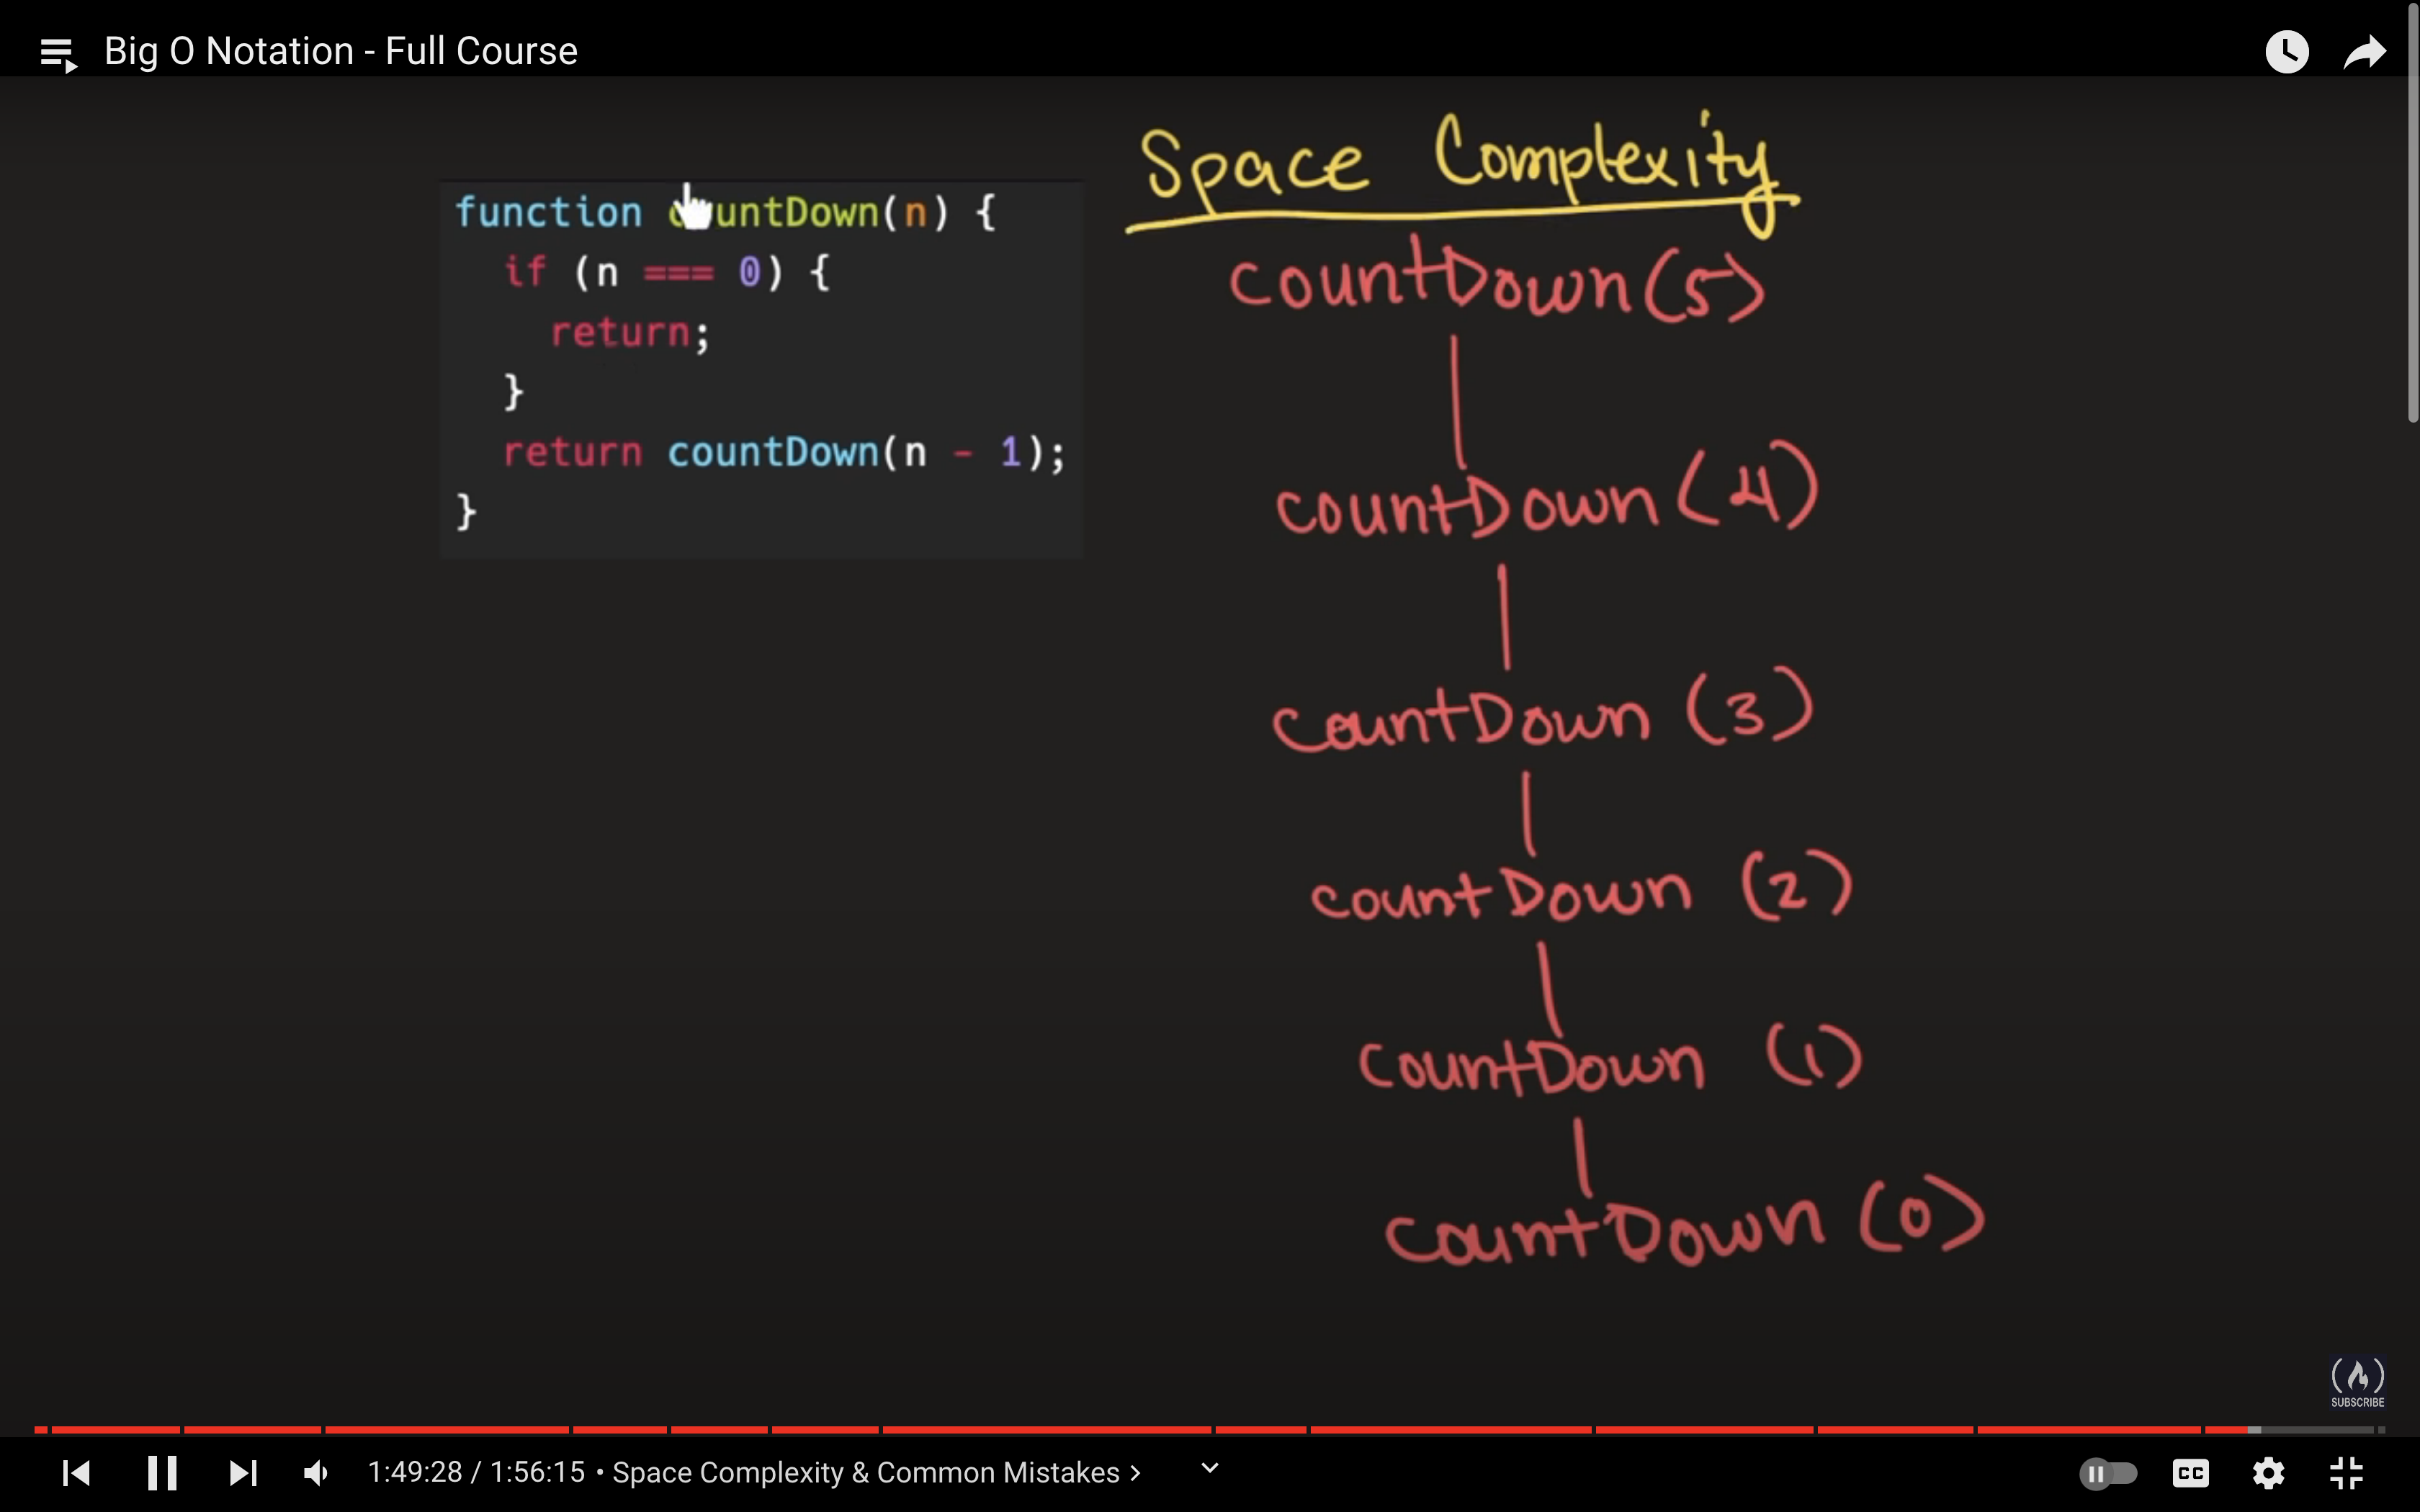 Big O Notation - Full Course
Space Complexity
function countDown(n) {
if (n === 0) {
return;
}
return countDown(n - 1);
}
countDown(5)
countDown(4)
countDown(3)
countDown(2)
countDown(1)
countDown(0)
SUBSCRIBE
1:49:28 / 1:56:15 • Space Complexity & Common Mistakes >
CC